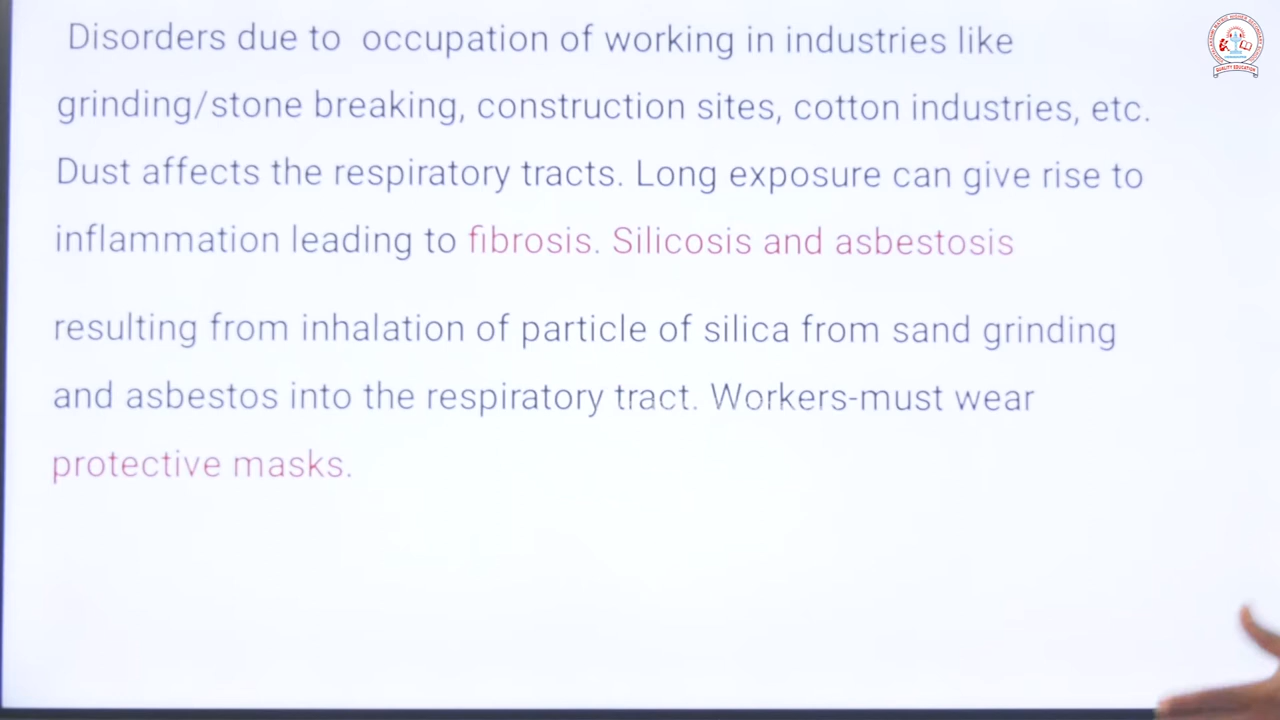 Disorders due to occupation of working in industries like
grinding/stone breaking, construction sites, cotton industries, etc.
Dust affects the respiratory tracts. Long exposure can give rise to
inflammation leading to fibrosis. Silicosis and asbestosis
resulting from inhalation of particle of silica from sand grinding
and asbestos into the respiratory tract. Workers-must wear
protective masks.
QUALITY EDUCATION